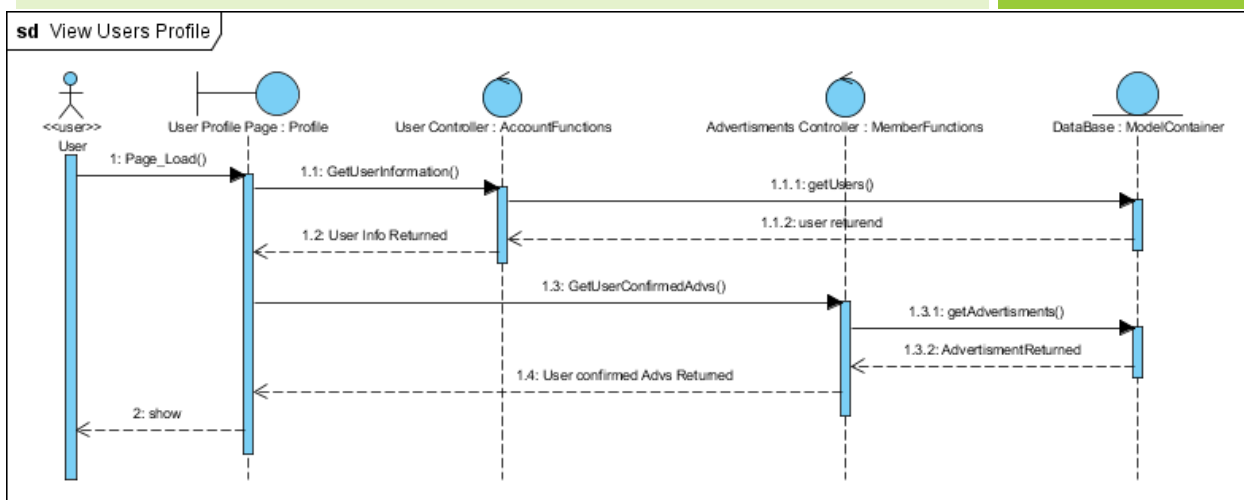 sd View Users Profile
<<user>>
User
User Profile Page : Profile
User Controller : AccountFunctions
Advertisments Controller : MemberFunctions
DataBase : ModelContainer
1: Page_Load()
1.1: GetUserInformation()
1.1.1: getUsers()
1.1.2: user returend
1.2: User Info Returned
1.3: GetUserConfirmedAdvs()
1.3.1: getAdvertisments()
1.3.2: AdvertismentReturned
1.4: User confirmed Advs Returned
2: show